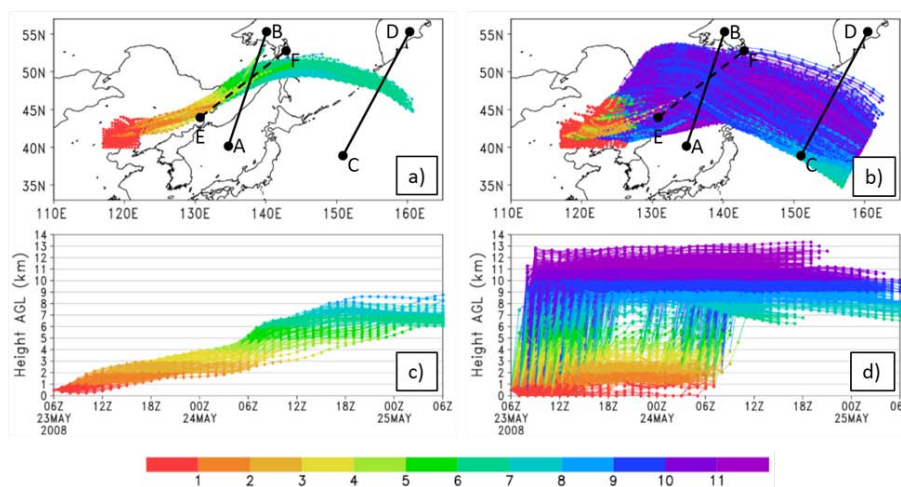 55N
50N
45N
40N
35N
110E 120E 130E 140E 150E 160E
B D F E A C
a)
55N
50N
45N
40N
35N
110E 120E 130E 140E 150E 160E
B D F E A C
b)
Height AGL (km)
14
13
12
11
10
9
8
7
6
5
4
3
2
1
0
06Z 12Z 18Z 00Z 06Z 12Z 18Z 00Z 06Z
23MAY 24MAY 25MAY
2008
c)
Height AGL (km)
14
13
12
11
10
9
8
7
6
5
4
3
2
1
0
06Z 12Z 18Z 00Z 06Z 12Z 18Z 00Z 06Z
23MAY 24MAY 25MAY
2008
d)
1 2 3 4 5 6 7 8 9 10 11